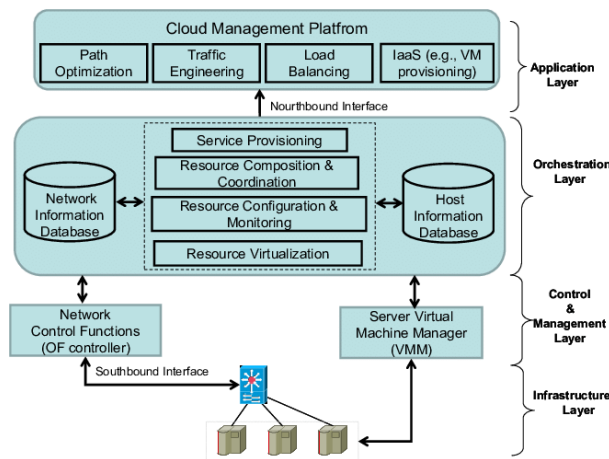 Cloud Management Platfrom
Path
Optimization
Traffic
Engineering
Load
Balancing
IaaS (e.g., VM
provisioning)
Application
Layer
Nourthbound Interface
Service Provisioning
Resource Composition &
Coordination
Resource Configuration &
Monitoring
Resource Virtualization
Network
Information
Database
Host
Information
Database
Orchestration
Layer
Network
Control Functions
(OF controller)
Server Virtual
Machine Manager
(VMM)
Control
&
Management
Layer
Southbound Interface
Infrastructure
Layer